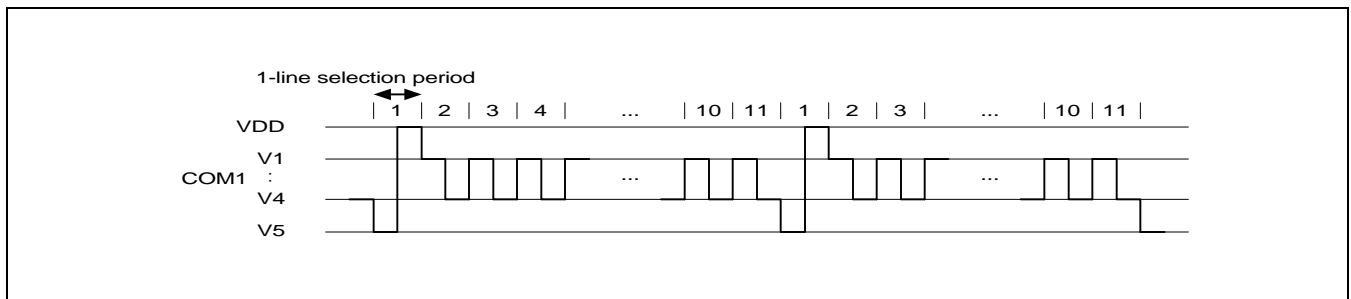 1-line selection period
| 1 | 2 | 3 | 4 | ... | 10 | 11 | 1 | 2 | 3 | ... | 10 | 11 |
VDD
V1
COM1 : ... ...
V4
V5